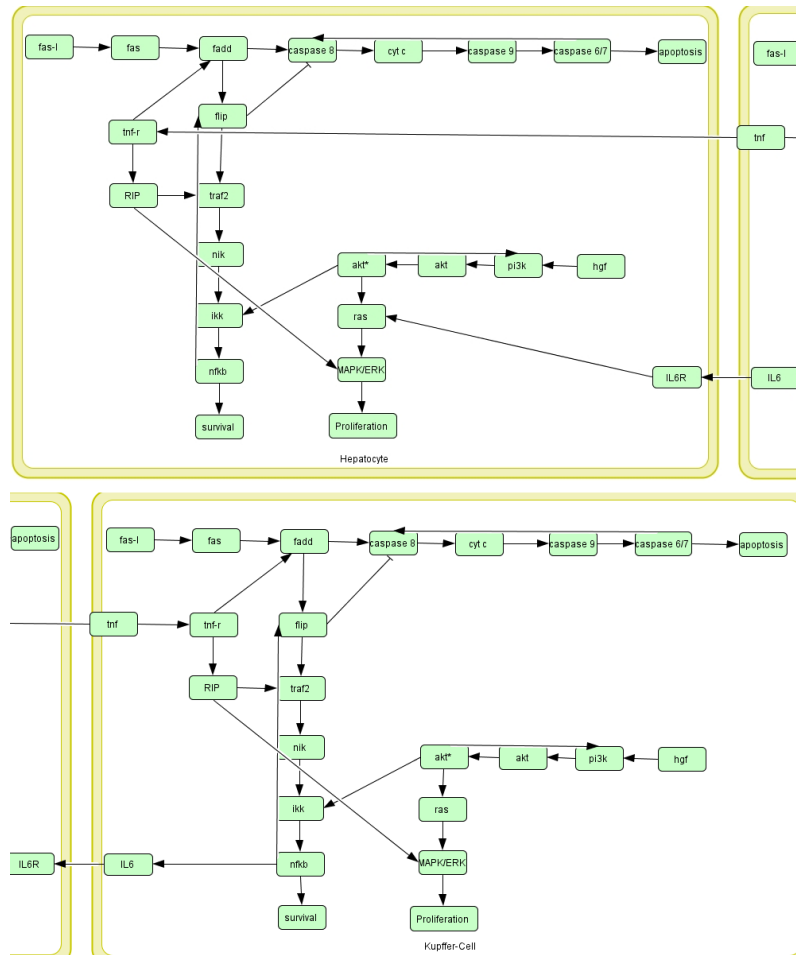 fas-l fas fadd caspase 8 cyt c caspase 9 caspase 6/7 apoptosis fas-l
flip
tnf-r tnf
RIP traf2
nik
akt* akt pi3k hgf
ikk ras
nfkb MAPK/ERK IL6R IL6
survival Proliferation
Hepatocyte
apoptosis fas-l fas fadd caspase 8 cyt c caspase 9 caspase 6/7 apoptosis
tnf tnf-r flip
RIP traf2
nik
akt* akt pi3k hgf
ikk ras
IL6R IL6 nfkb MAPK/ERK
survival Proliferation
Kupffer-Cell